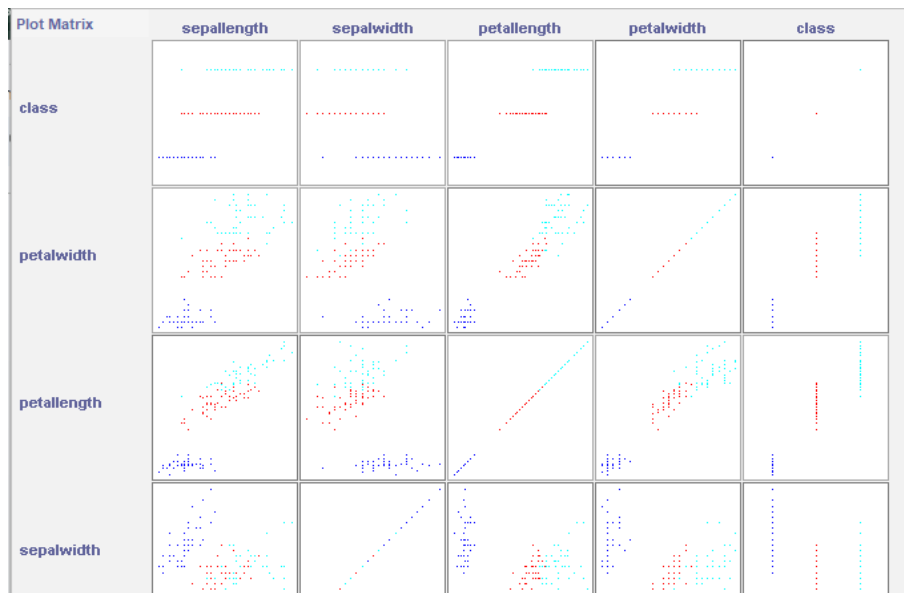 Plot Matrix
sepallength sepalwidth petallength petalwidth class
class
petalwidth
petallength
sepalwidth